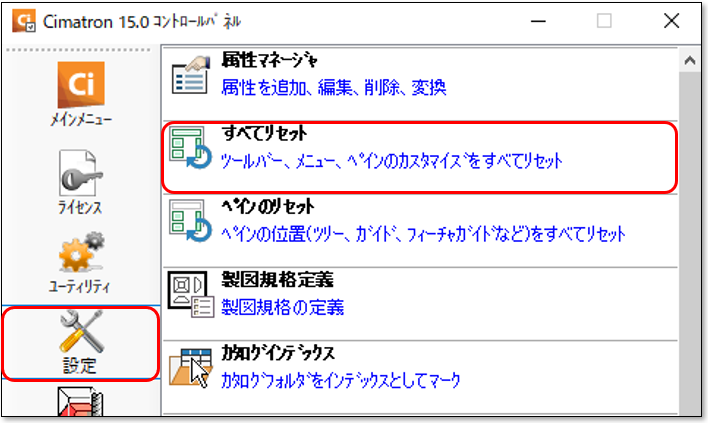 Cimatron 15.0 ｺﾝﾄﾛｰﾙﾊﾟﾈﾙ
Ci
メインメニュー
ライセンス
ユーティリティ
設定
属性マネージャ
属性を追加、編集、削除、変換
すべてリセット
ツールバー、メニュー、ペインのカスタマイズをすべてリセット
ペインのリセット
ペインの位置(ツリー、ガイド、フィーチャガイドなど)をすべてリセット
製図規格定義
製図規格の定義
カタログインデックス
カタログフォルダをインデックスとしてマーク